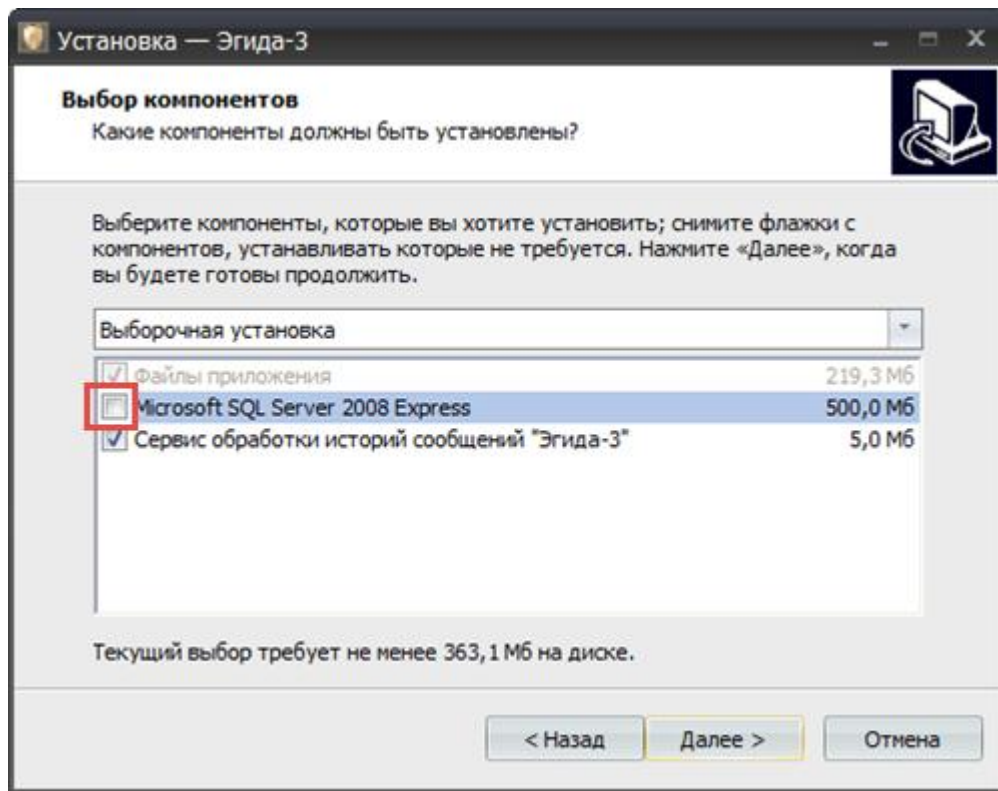 Установка — Эгида-3
Выбор компонентов
Какие компоненты должны быть установлены?
Выберите компоненты, которые вы хотите установить; снимите флажки с
компонентов, устанавливать которые не требуется. Нажмите «Далее», когда
вы будете готовы продолжить.
Выборочная установка
Файлы приложения 219,3 Мб
Microsoft SQL Server 2008 Express 500,0 Мб
Сервис обработки историй сообщений "Эгида-3" 5,0 Мб
Текущий выбор требует не менее 363,1 Мб на диске.
< Назад Далее > Отмена